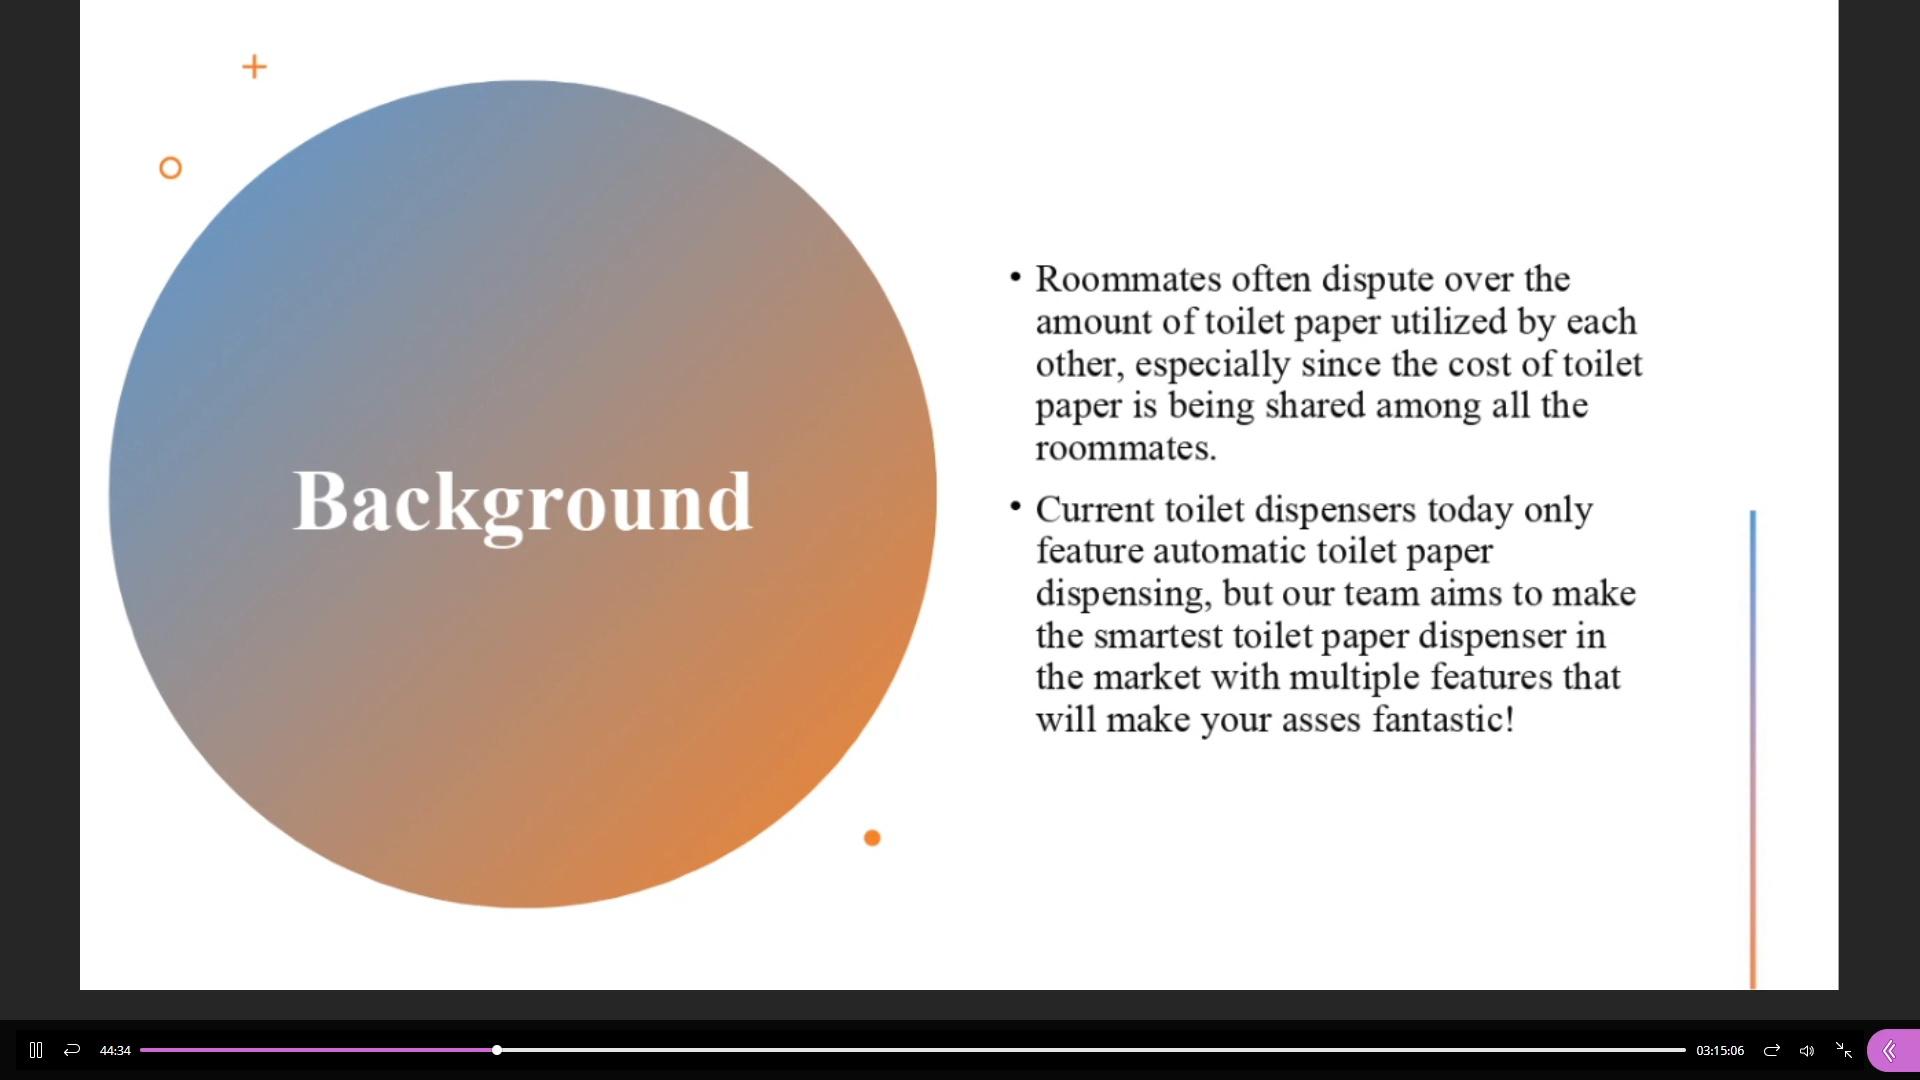 Background
• Roommates often dispute over the
amount of toilet paper utilized by each
other, especially since the cost of toilet
paper is being shared among all the
roommates.
• Current toilet dispensers today only
feature automatic toilet paper
dispensing, but our team aims to make
the smartest toilet paper dispenser in
the market with multiple features that
will make your asses fantastic!
44:34
03:15:06